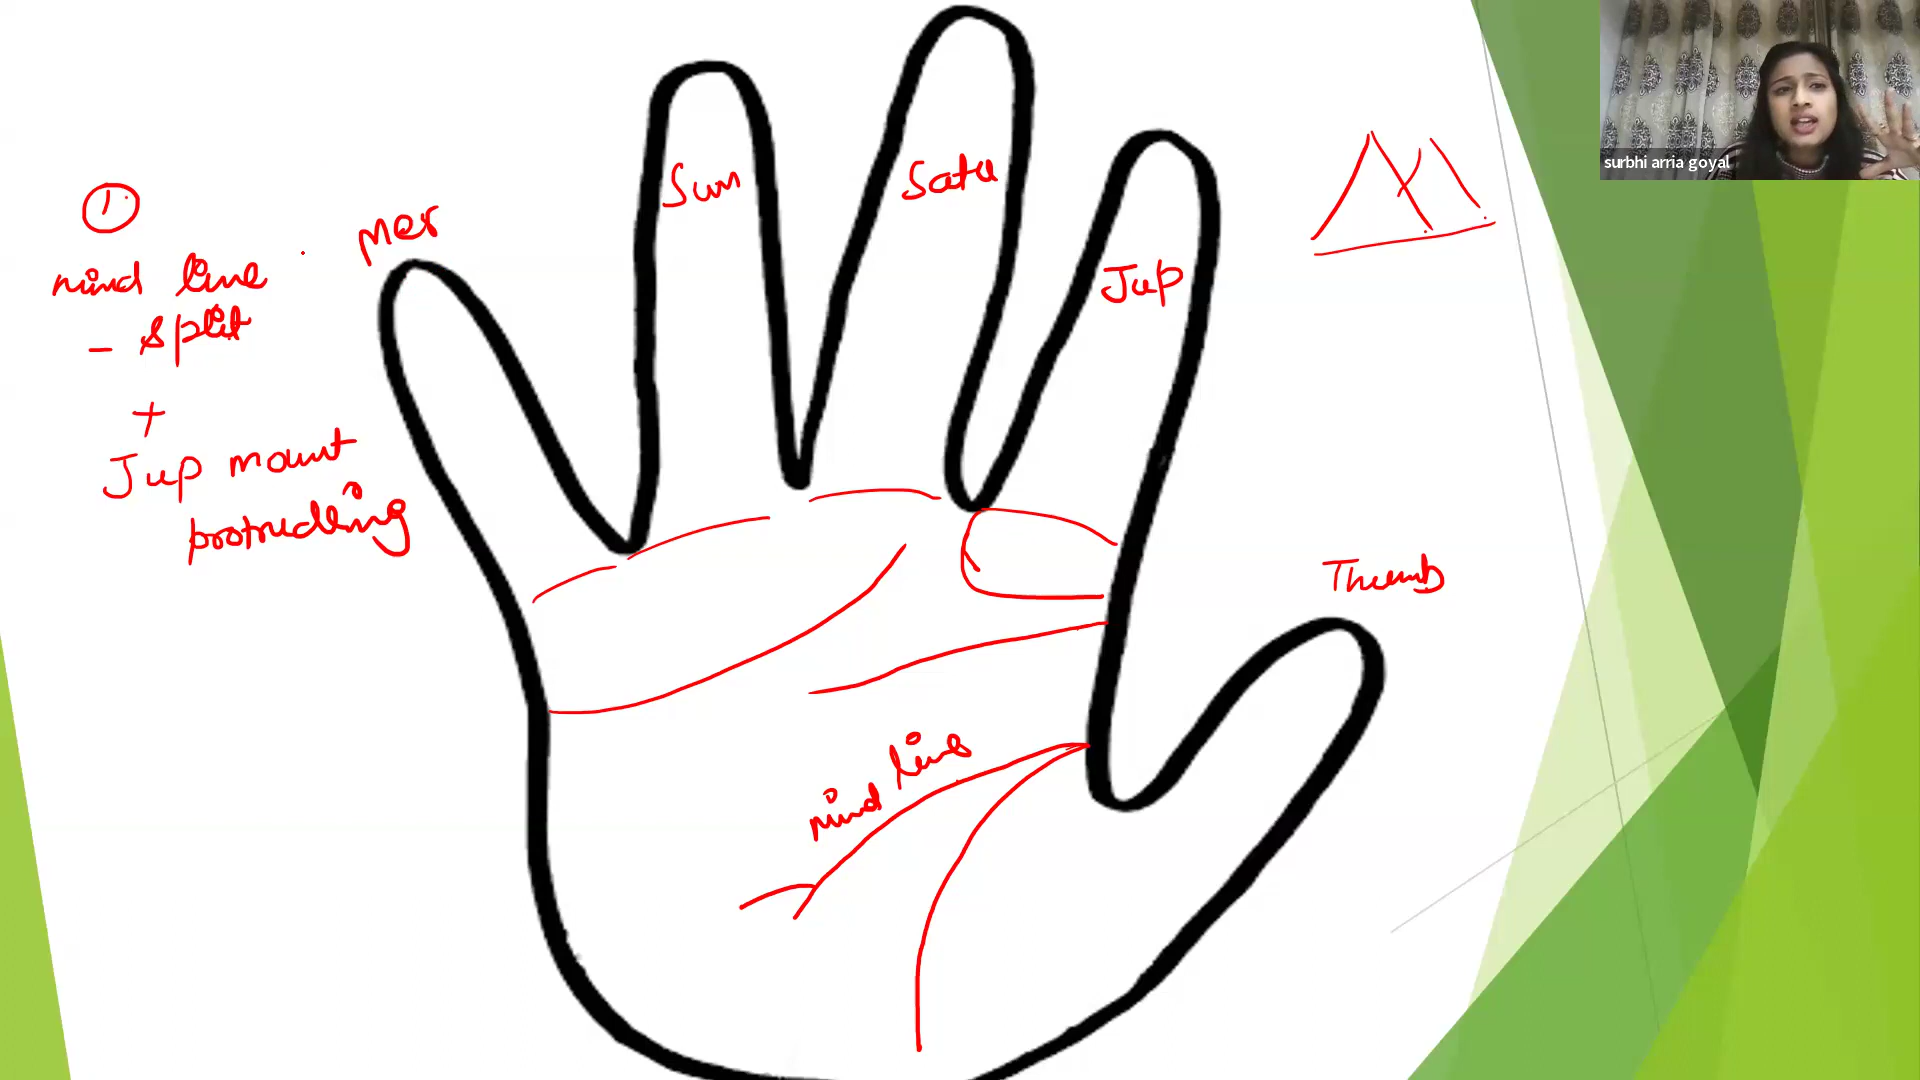 surbhi arria goyal
Sun
Satu
mer
Jup
①
mind line
- split
+
Jup mount
protruding
Thumb
mind line